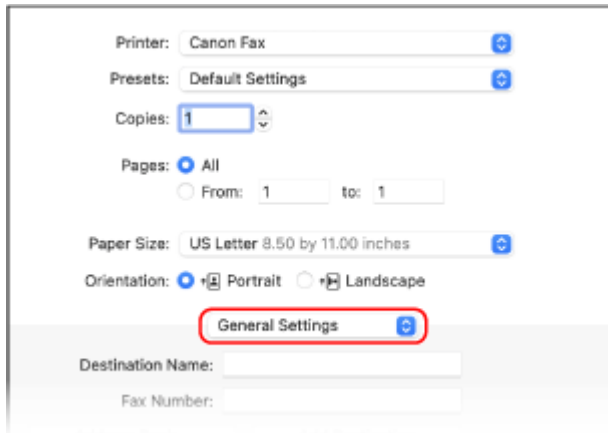 Printer: Canon Fax
Presets: Default Settings
Copies: 1
Pages: All
From: 1 to: 1
Paper Size: US Letter 8.50 by 11.00 inches
Orientation: Portrait Landscape
General Settings
Destination Name:
Fax Number: